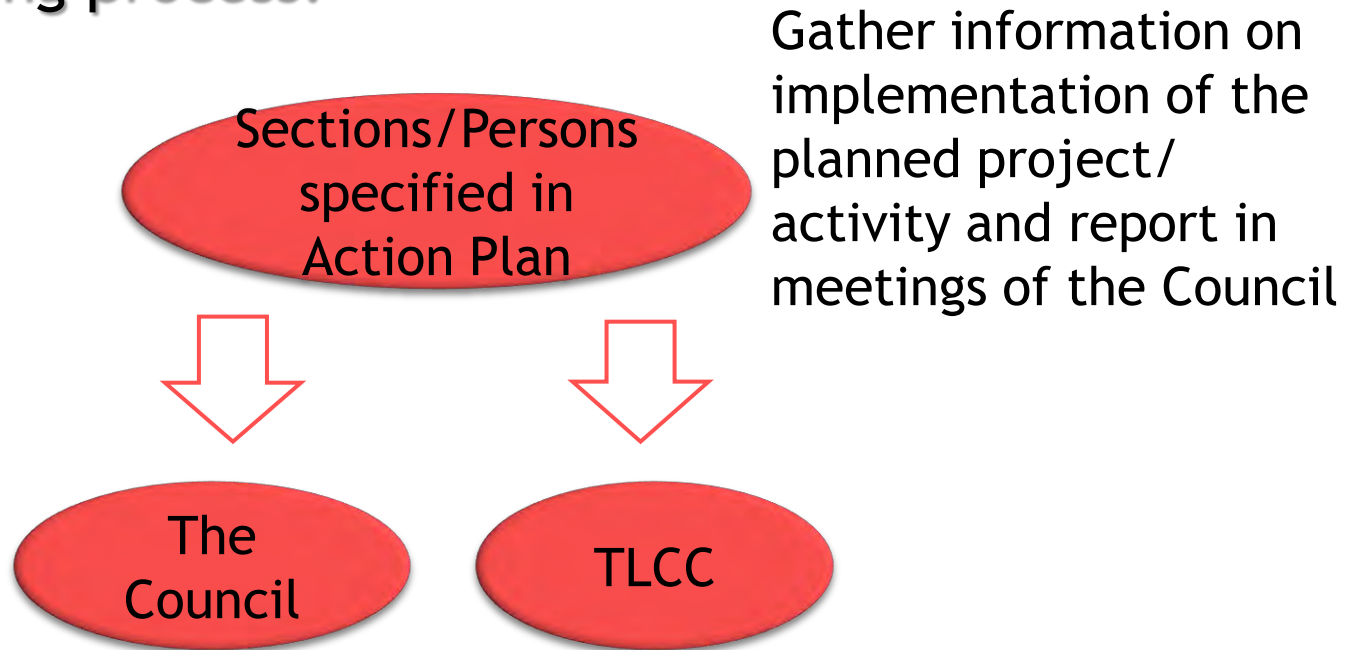 process:
Gather information on
implementation of the
planned project/
activity and report in
meetings of the Council
Sections/Persons
specified in
Action Plan
The
Council
TLCC